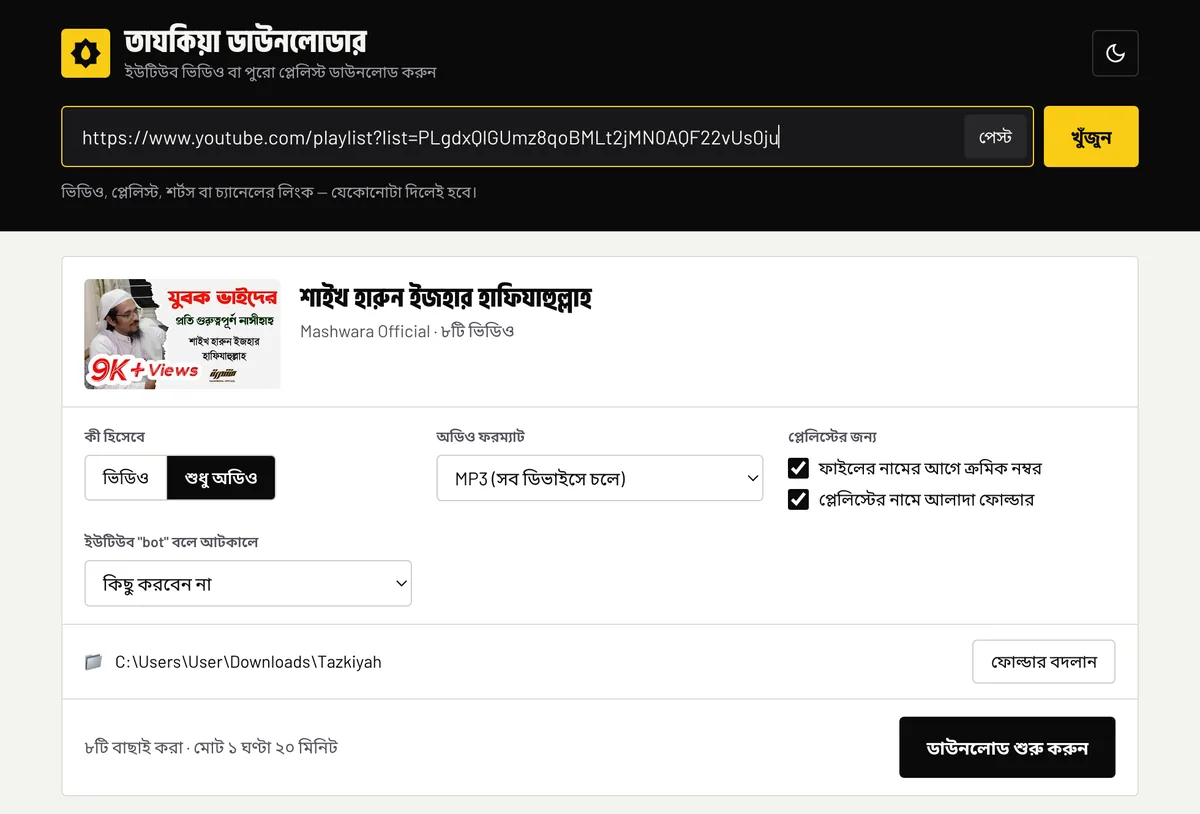 তাযকিয়া ডাউনলোডার
ইউটিউব ভিডিও বা পুরো প্লেলিস্ট ডাউনলোড করুন
https://www.youtube.com/playlist?list=PLgdxQlGUmz8qoBMLt2jMN0AQF22vUs0ju
পেস্ট
খুঁজুন
ভিডিও, প্লেলিস্ট, শর্টস বা চ্যানেলের লিংক — যেকোনোটা দিলেই হবে।
যুবক ভাইদের
প্রতি গুরুত্বপূর্ণ নাসীহাহ
শাইখ হারুন ইজহার
হাফিযাহুল্লাহ
9K+Views
শাইখ হারুন ইজহার হাফিযাহুল্লাহ
Mashwara Official · ৮টি ভিডিও
কী হিসেবে
ভিডিও
শুধু অডিও
অডিও ফরম্যাট
MP3 (সব ডিভাইসে চলে)
প্লেলিস্টের জন্য
ফাইলের নামের আগে ক্রমিক নম্বর
প্লেলিস্টের নামে আলাদা ফোল্ডার
ইউটিউব "bot" বলে আটকালে
কিছু করবেন না
C:\Users\User\Downloads\Tazkiyah
ফোল্ডার বদলান
৮টি বাছাই করা · মোট ১ ঘণ্টা ২০ মিনিট
ডাউনলোড শুরু করুন